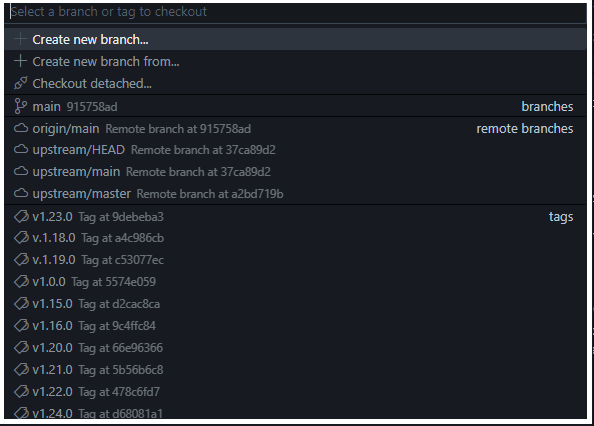 Select a branch or tag to checkout
Create new branch...
Create new branch from...
Checkout detached...
main 915758ad branches
origin/main Remote branch at 915758ad remote branches
upstream/HEAD Remote branch at 37ca89d2
upstream/main Remote branch at 37ca89d2
upstream/master Remote branch at a2bd719b
v1.23.0 Tag at 9debeba3 tags
v.1.18.0 Tag at a4c986cb
v.1.19.0 Tag at c53077ec
v1.0.0 Tag at 5574e059
v1.15.0 Tag at d2cac8ca
v1.16.0 Tag at 9c4ffc84
v1.20.0 Tag at 66e96366
v1.21.0 Tag at 5b56b6c8
v1.22.0 Tag at 478c6fd7
v1.24.0 Tag at d68081a1